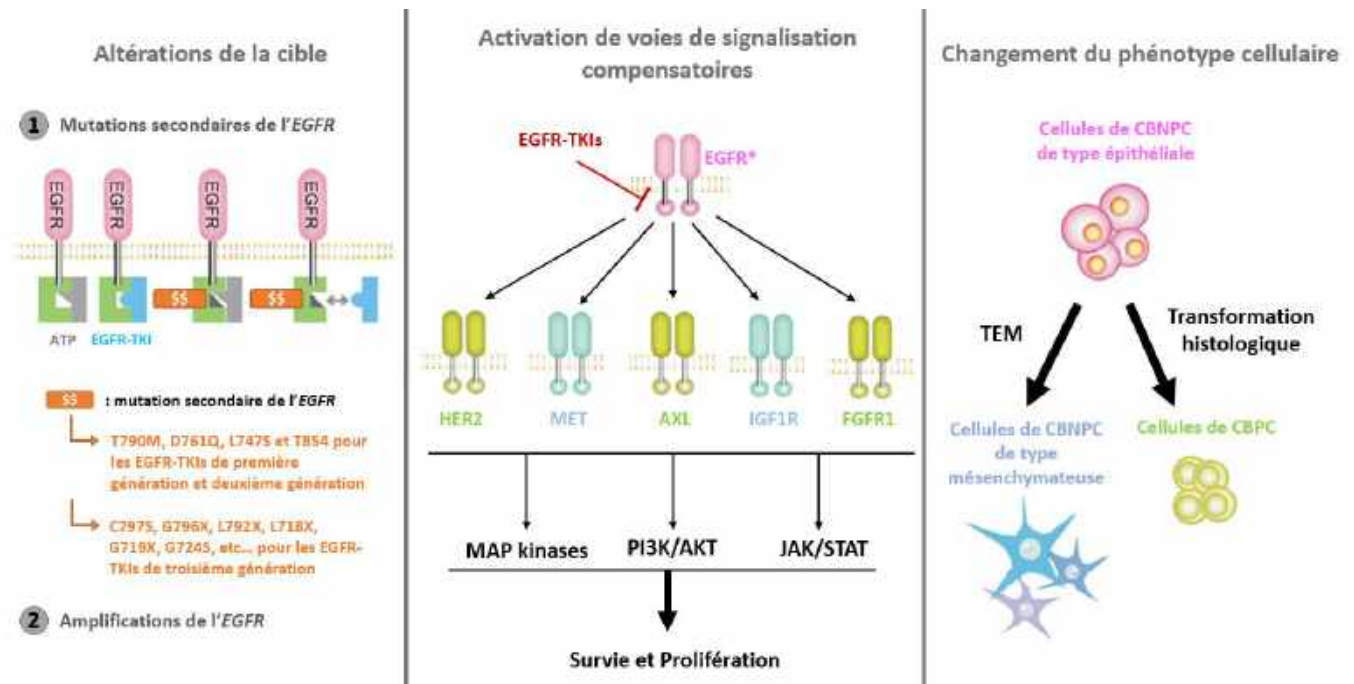 Altérations de la cible
1 Mutations secondaires de l'EGFR
EGFR
EGFR
EGFR
EGFR
$$
$$
ATP
EGFR-TKI
$$ : mutation secondaire de l'EGFR
T790M, D761Q, L747S et T854 pour
les EGFR-TKIs de première
génération et deuxième génération
C797S, G796X, L792X, L718X,
G719X, G724S, etc... pour les EGFR-
TKIs de troisième génération
2 Amplifications de l'EGFR
Activation de voies de signalisation
compensatoires
EGFR-TKIs
EGFR*
HER2
MET
AXL
IGF1R
FGFR1
MAP kinases
PI3K/AKT
JAK/STAT
Survie et Prolifération
Changement du phénotype cellulaire
Cellules de CBNPC
de type épithéliale
TEM
Transformation
histologique
Cellules de CBNPC
de type
mésenchymateuse
Cellules de CBPC